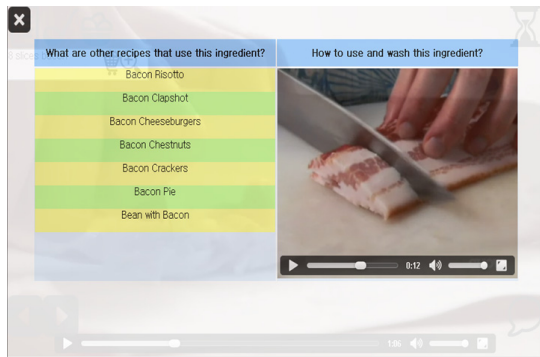 What are other recipes that use this ingredient?
How to use and wash this ingredient?
Bacon Risotto
Bacon Clapshot
Bacon Cheeseburgers
Bacon Chestnuts
Bacon Crackers
Bacon Pie
Bean with Bacon
0:12
1:06